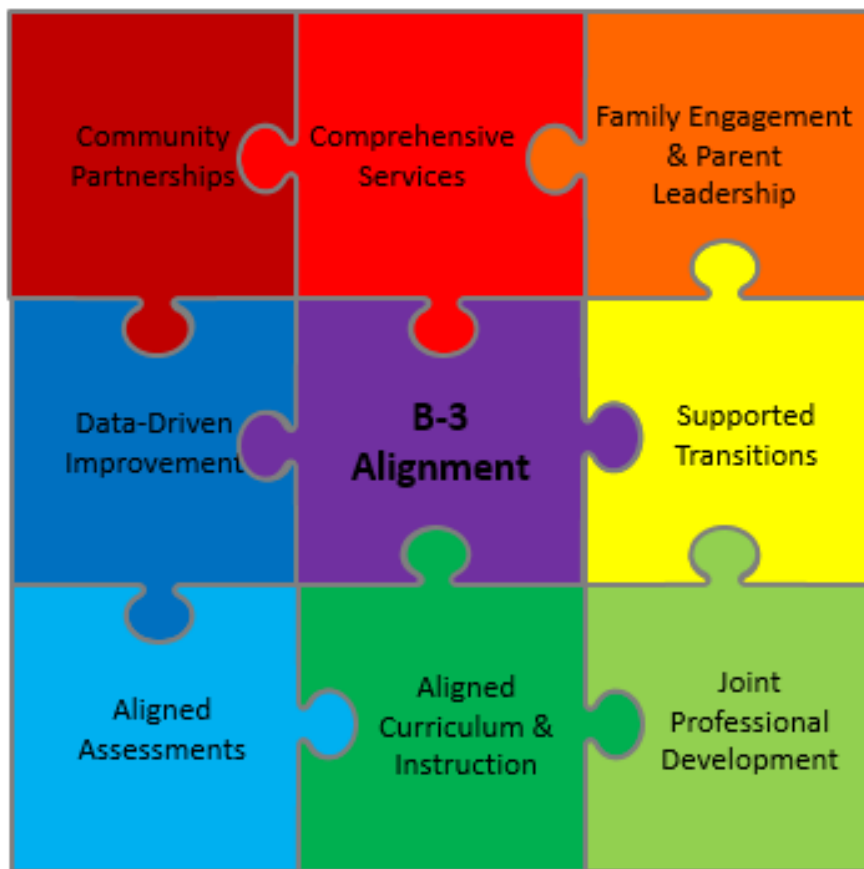 Community
Partnerships
Comprehensive
Services
Family Engagement
& Parent
Leadership
Data-Driven
Improvement
B-3
Alignment
Supported
Transitions
Aligned
Assessments
Aligned
Curriculum &
Instruction
Joint
Professional
Development